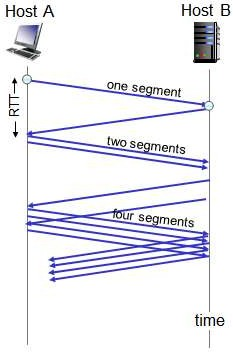 Host A
Host B
one segment
RTT
two segments
four segments
time